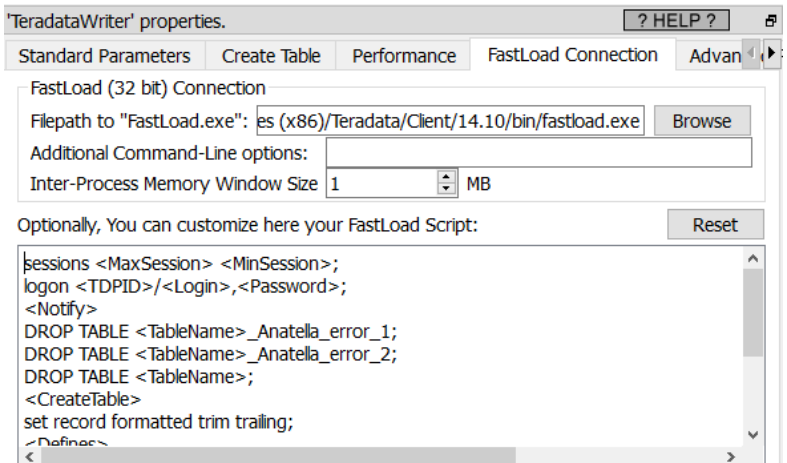 'TeradataWriter' properties.
? HELP ?
Standard Parameters
Create Table
Performance
FastLoad Connection
Advan
FastLoad (32 bit) Connection
Filepath to "FastLoad.exe": es (x86)/Teradata/Client/14.10/bin/fastload.exe Browse
Additional Command-Line options:
Inter-Process Memory Window Size 1 MB
Optionally, You can customize here your FastLoad Script: Reset
sessions <MaxSession> <MinSession>;
logon <TDPID>/<Login>,<Password>;
<Notify>
DROP TABLE <TableName>_Anatella_error_1;
DROP TABLE <TableName>_Anatella_error_2;
DROP TABLE <TableName>;
<CreateTable>
set record formatted trim trailing;
<Defines>